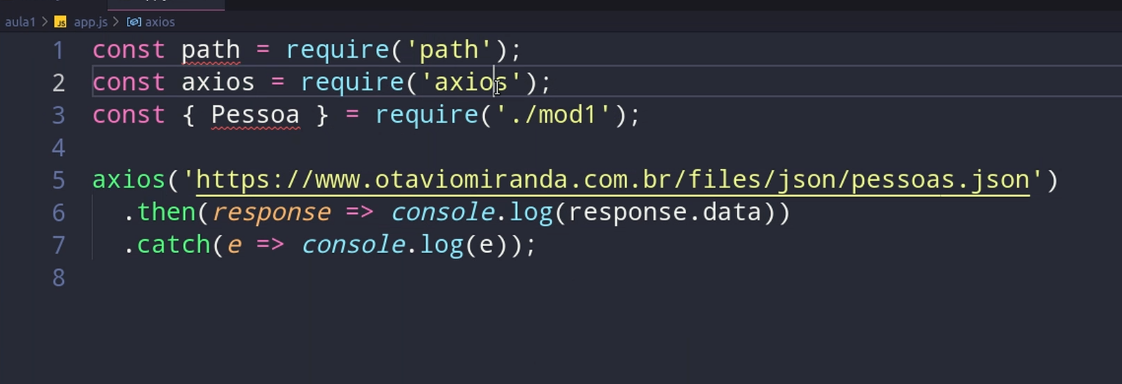 aula1 > JS app.js > axios
1 const path = require('path');
2 const axios = require('axios');
3 const { Pessoa } = require('./mod1');
4
5 axios('https://www.otaviomiranda.com.br/files/json/pessoas.json')
6 .then(response => console.log(response.data))
7 .catch(e => console.log(e));
8